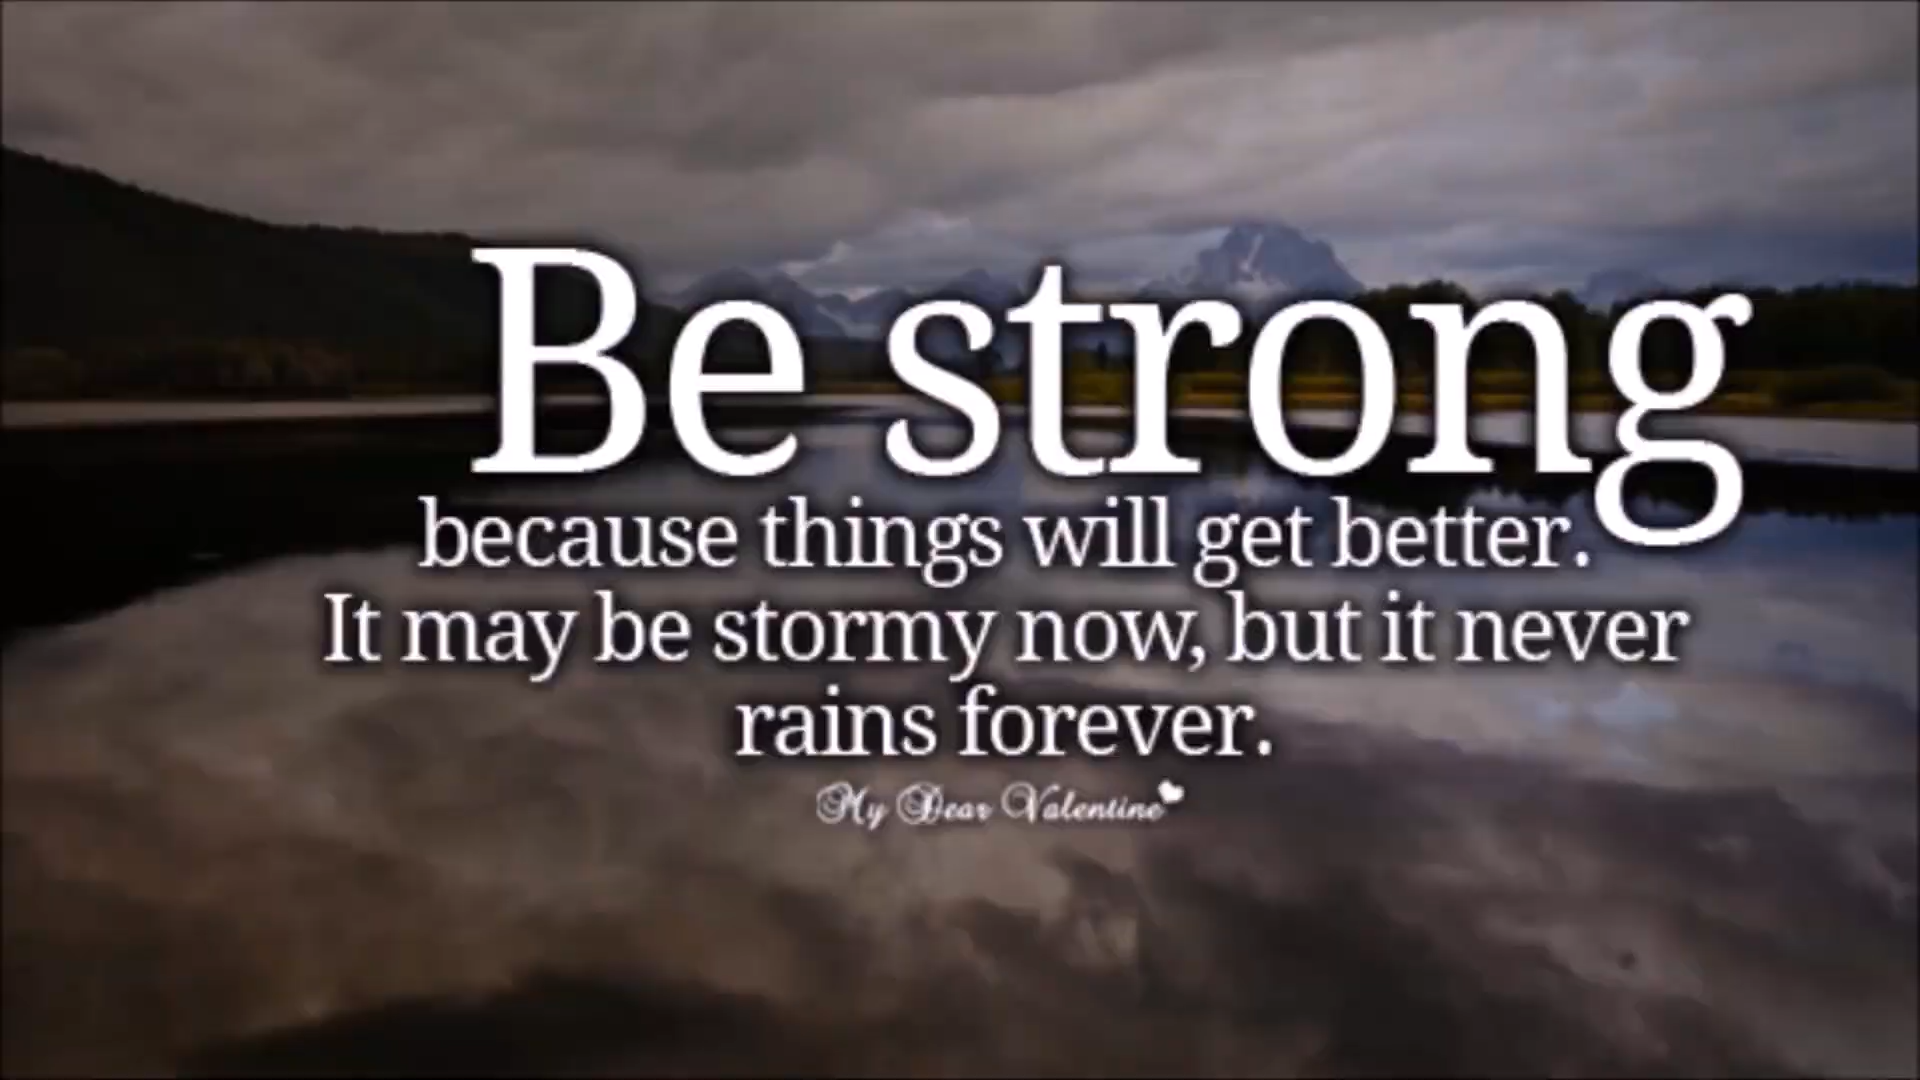 Be strong
because things will get better.
It may be stormy now, but it never
rains forever.
My Dear Valentine